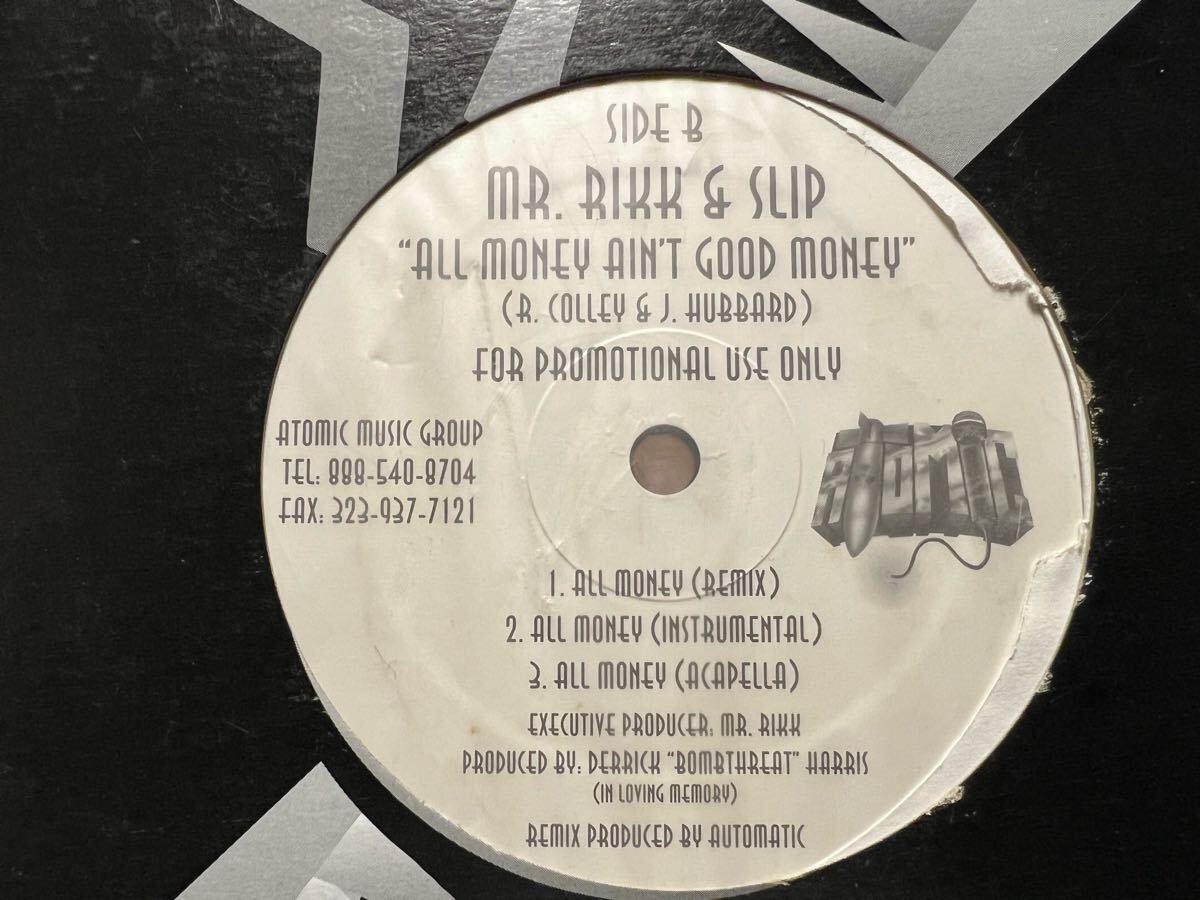 SIDE B
MR. RIKK & SLIP
"ALL MONEY AIN'T GOOD MONEY"
(R. COLLEY & J. HUBBARD)
FOR PROMOTIONAL USE ONLY
ATOMIC MUSIC GROUP
TEL: 888-540-8704
FAX: 323-937-7121
ATOMIC
1. ALL MONEY (REMIX)
2. ALL MONEY (INSTRUMENTAL)
3. ALL MONEY (ACAPELLA)
EXECUTIVE PRODUCER: MR. RIKK
PRODUCED BY: DERRICK "BOMBTHREAT" HARRIS
(IN LOVING MEMORY)
REMIX PRODUCED BY AUTOMATIC